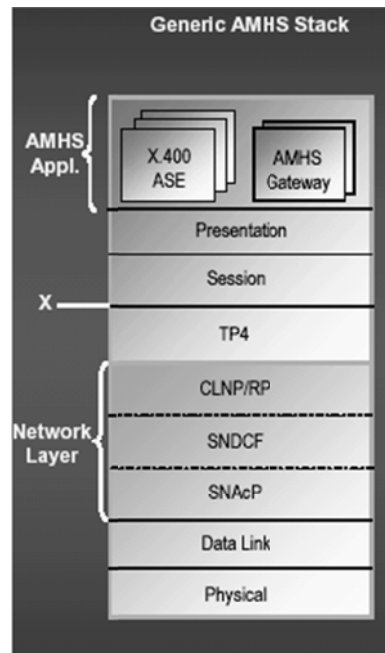 Generic AMHS Stack
AMHS
Appl.
X.400
ASE
AMHS
Gateway
Presentation
Session
X
TP4
CLNP/RP
Network
Layer
SNDCF
SNAcP
Data Link
Physical